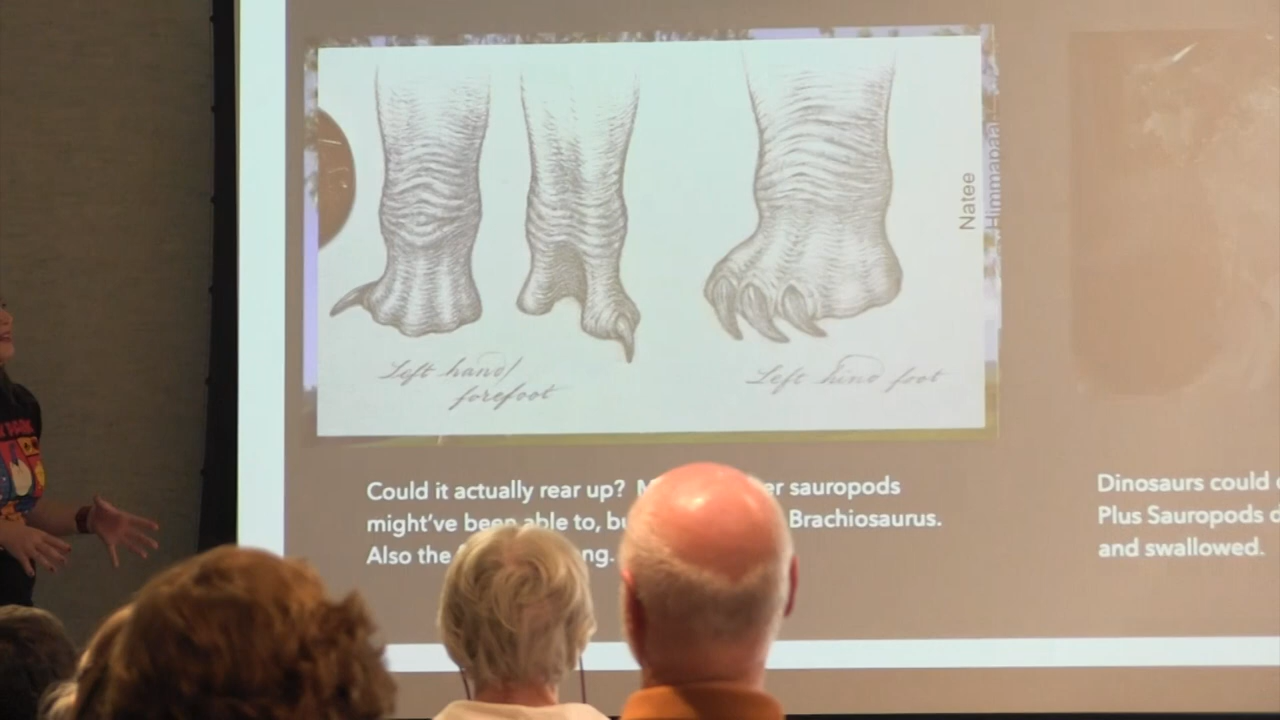 Natee
Himmapaan
Left hand/
forefoot
Left hind foot
Could it actually rear up? M er sauropods
might've been able to, bu Brachiosaurus.
Also the ng.
Dinosaurs could
Plus Sauropods d
and swallowed.